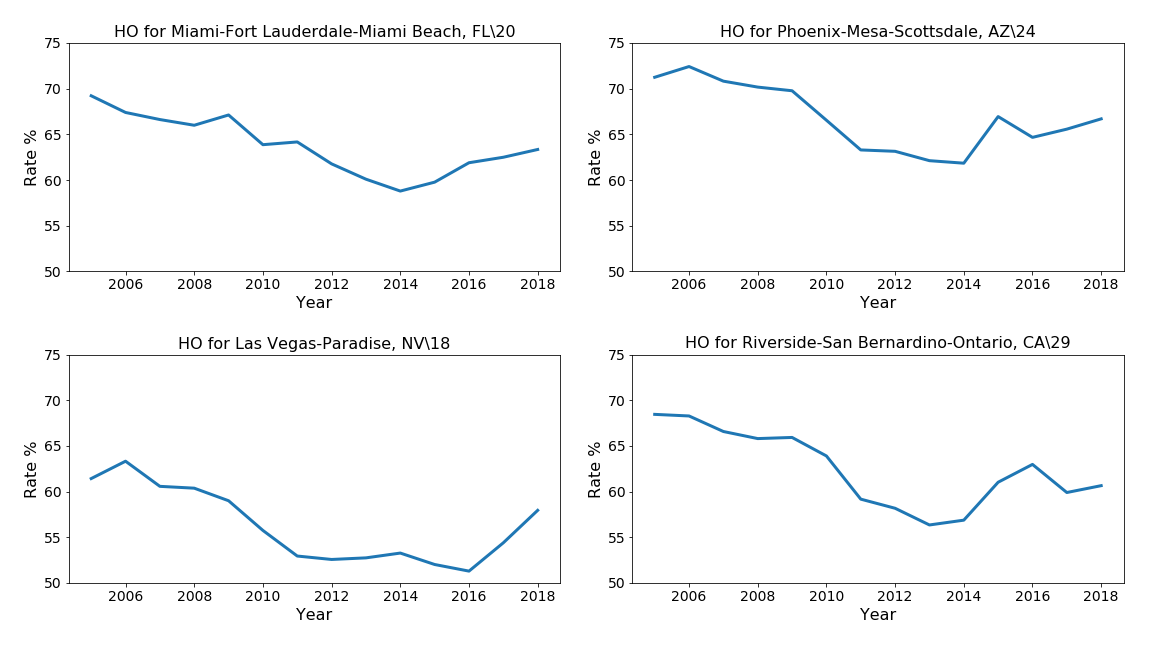 HO for Miami-Fort Lauderdale-Miami Beach, FL\20
75
70
65
60
55
50
Rate %
2006 2008 2010 2012 2014 2016 2018
Year
HO for Phoenix-Mesa-Scottsdale, AZ\24
75
70
65
60
55
50
Rate %
2006 2008 2010 2012 2014 2016 2018
Year
HO for Las Vegas-Paradise, NV\18
75
70
65
60
55
50
Rate %
2006 2008 2010 2012 2014 2016 2018
Year
HO for Riverside-San Bernardino-Ontario, CA\29
75
70
65
60
55
50
Rate %
2006 2008 2010 2012 2014 2016 2018
Year